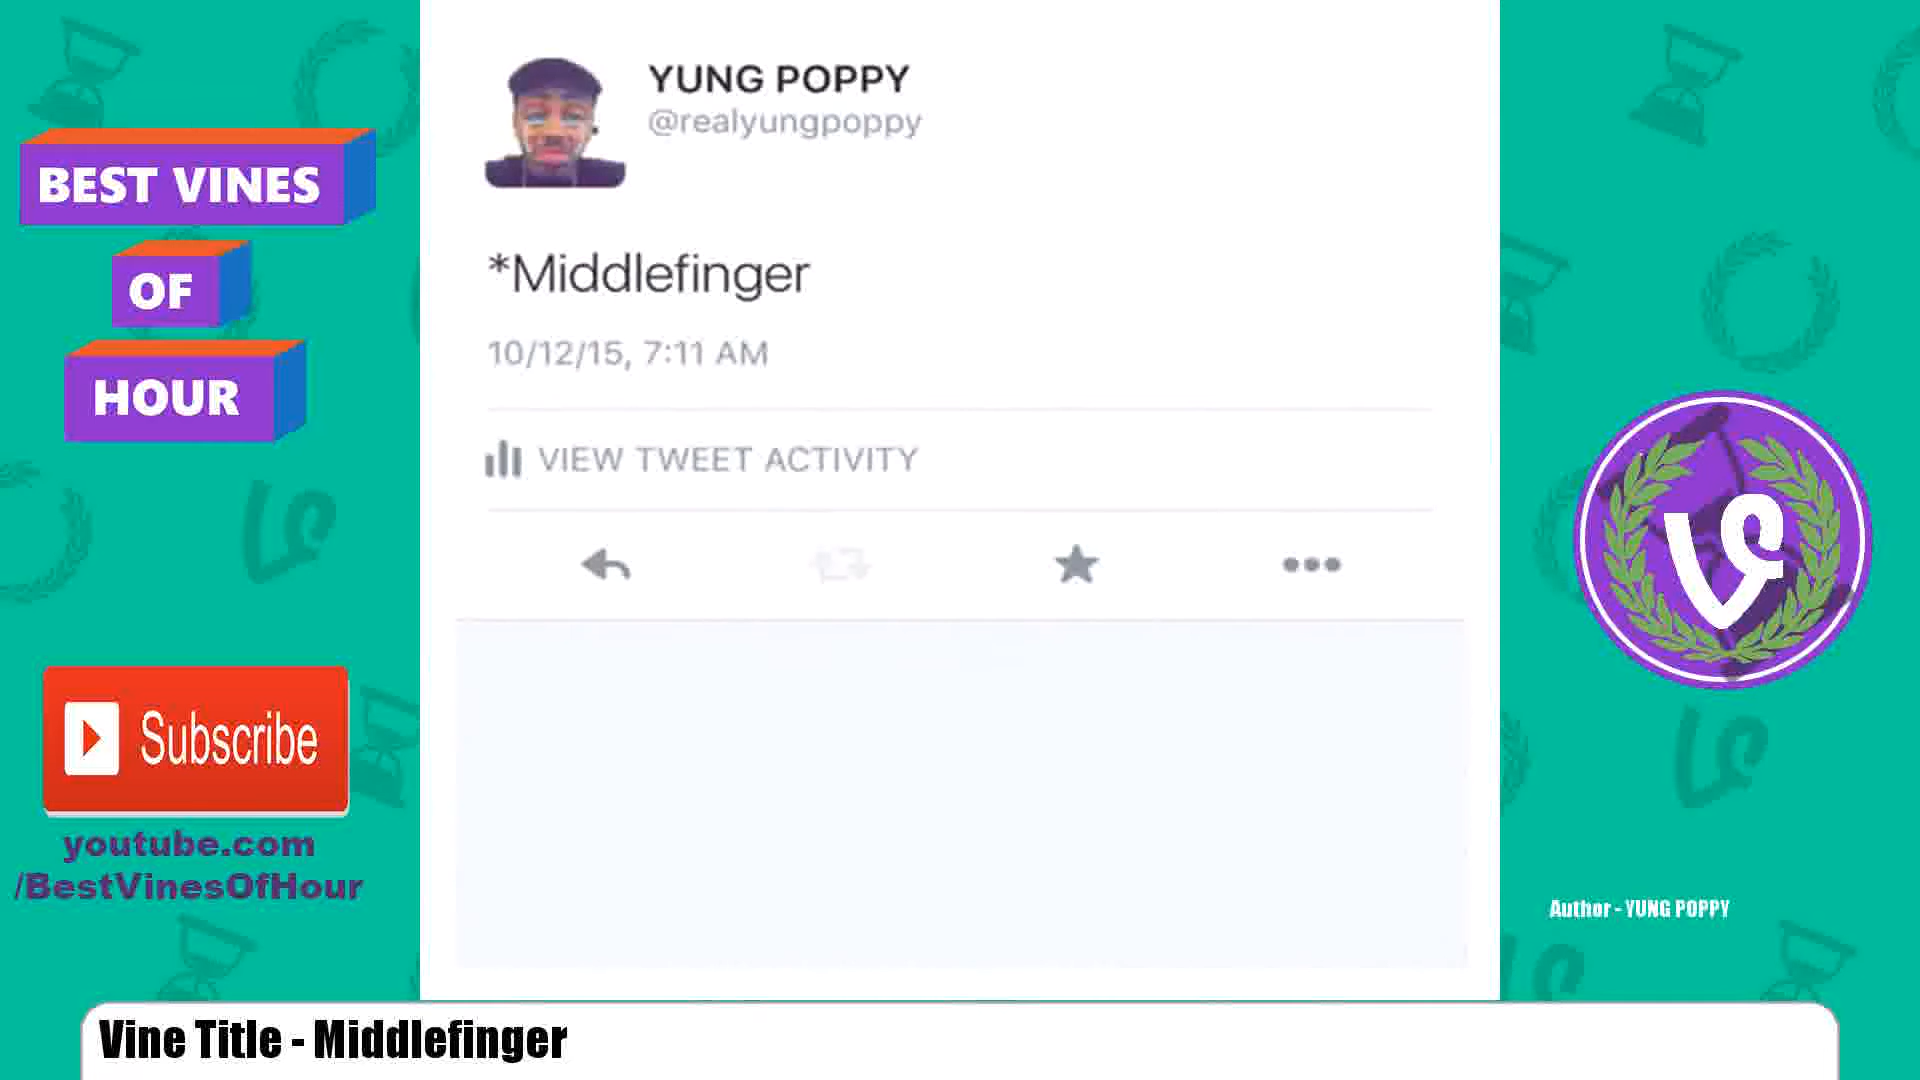 YUNG POPPY
@realyungpoppy
BEST VINES
OF
HOUR
*Middlefinger
10/12/15, 7:11 AM
VIEW TWEET ACTIVITY
Subscribe
youtube.com
/BestVinesOfHour
Author - YUNG POPPY
Vine Title - Middlefinger